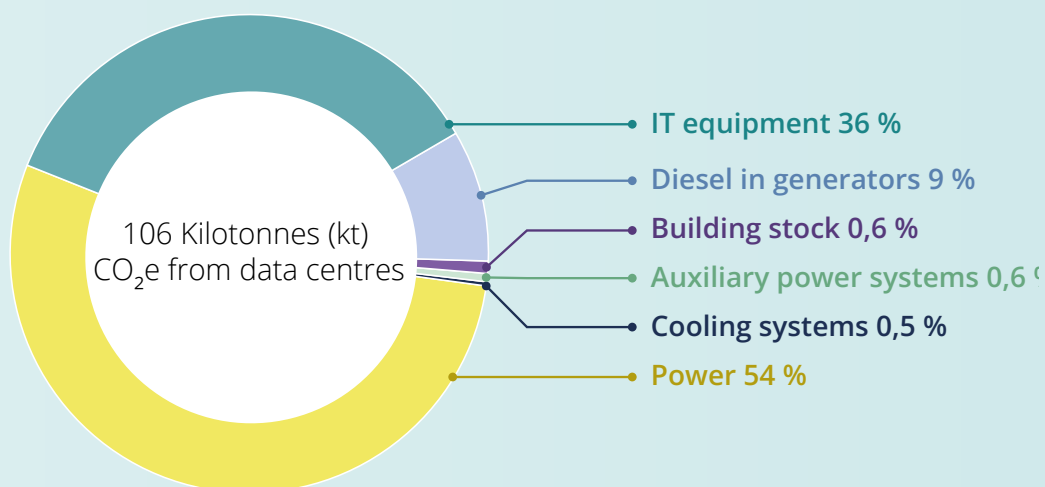 IT equipment 36 %
Diesel in generators 9 %
106 Kilotonnes (kt)
CO₂e from data centres
Building stock 0,6 %
Auxiliary power systems 0,6
Cooling systems 0,5 %
Power 54 %